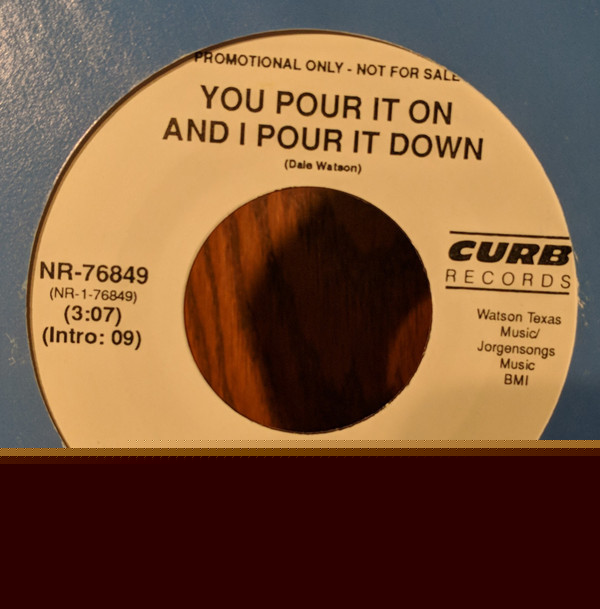 PROMOTIONAL ONLY - NOT FOR SALE
YOU POUR IT ON
AND I POUR IT DOWN
(Dale Watson)
CURB
RECORDS
NR-76849
(NR-1-76849)
(3:07)
(Intro: 09)
Watson Texas
Music/
Jorgensongs
Music
BMI